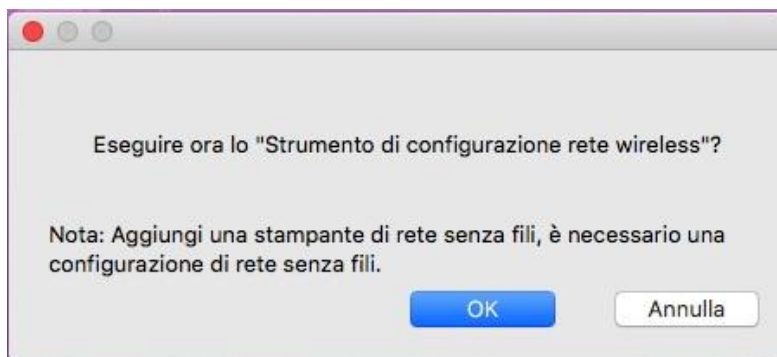 Eseguire ora lo "Strumento di configurazione rete wireless"?
Nota: Aggiungi una stampante di rete senza fili, è necessario una
configurazione di rete senza fili.
OK Annulla